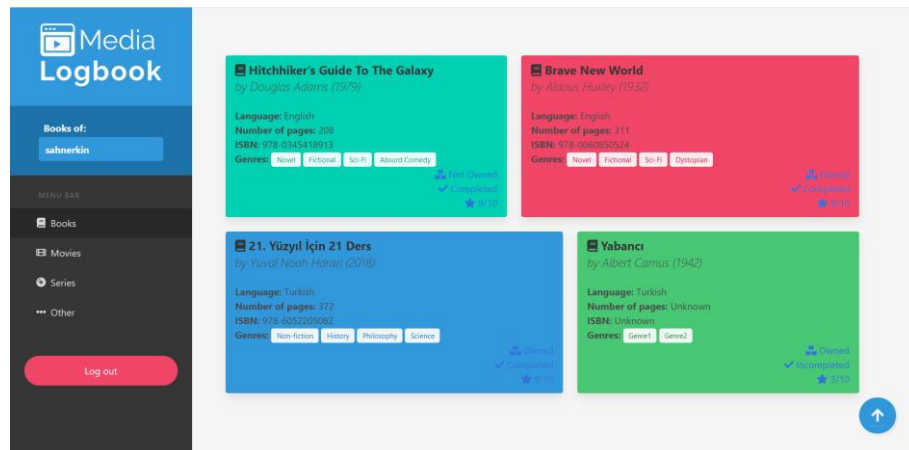 Media
Logbook
Books of:
sahnerkin
MENU BAR
Books
Movies
Series
Other
Log out
Hitchhiker's Guide To The Galaxy
by Douglas Adams (1979)
Language: English
Number of pages: 208
ISBN: 978-0345418913
Genres: Novel Fictional Sci-Fi Absurd Comedy
Not Owned
Completed
9/10
Brave New World
by Aldous Huxley (1932)
Language: English
Number of pages: 311
ISBN: 978-0060850524
Genres: Novel Fictional Sci-Fi Dystopian
Owned
Completed
9/10
21. Yüzyıl İçin 21 Ders
by Yuval Noah Harari (2018)
Language: Turkish
Number of pages: 372
ISBN: 978-6052205082
Genres: Non-fiction History Philosophy Science
Owned
Completed
9/10
Yabancı
by Albert Camus (1942)
Language: Turkish
Number of pages: Unknown
ISBN: Unknown
Genres: Genre1 Genre2
Owned
Incompleted
3/10